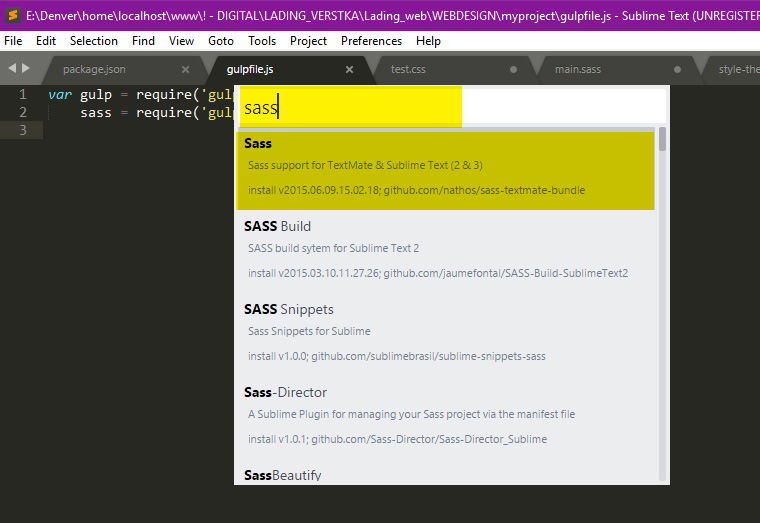 E:\Denver\home\localhost\www\! - DIGITAL\LADING_VERSTKA\Lading_web\WEBDESIGN\myproject\gulpfile.js - Sublime Text (UNREGISTER
File Edit Selection Find View Goto Tools Project Preferences Help
package.json gulpfile.js test.css main.sass style-the
1 var gulp = require('gul
2 sass = require('gul
3
sass
Sass
Sass support for TextMate & Sublime Text (2 & 3)
install v2015.06.09.15.02.18; github.com/nathos/sass-textmate-bundle
SASS Build
SASS build sytem for Sublime Text 2
install v2015.03.10.11.27.26; github.com/jaumefontal/SASS-Build-SublimeText2
SASS Snippets
Sass Snippets for Sublime
install v1.0.0; github.com/sublimebrasil/sublime-snippets-sass
Sass-Director
A Sublime Plugin for managing your Sass project via the manifest file
install v1.0.1; github.com/Sass-Director/Sass-Director_Sublime
SassBeautify